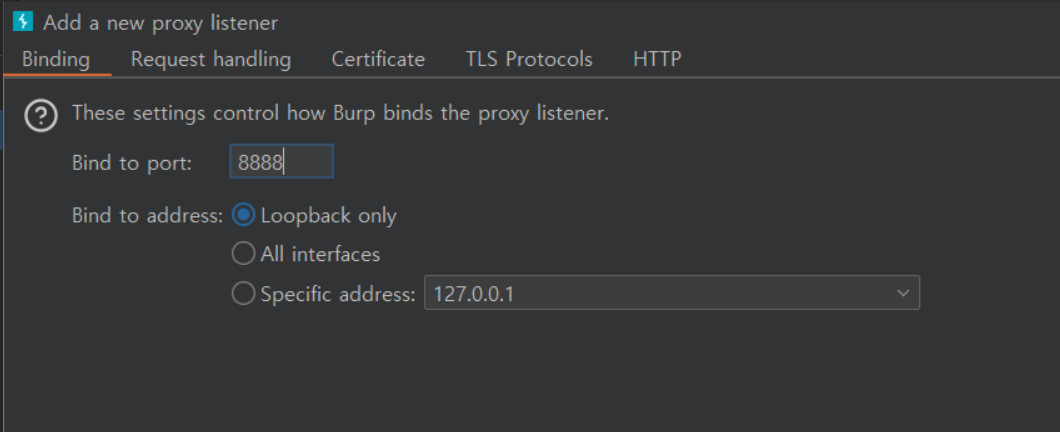 Add a new proxy listener
Binding Request handling Certificate TLS Protocols HTTP
These settings control how Burp binds the proxy listener.
Bind to port: 8888
Bind to address: Loopback only
All interfaces
Specific address: 127.0.0.1